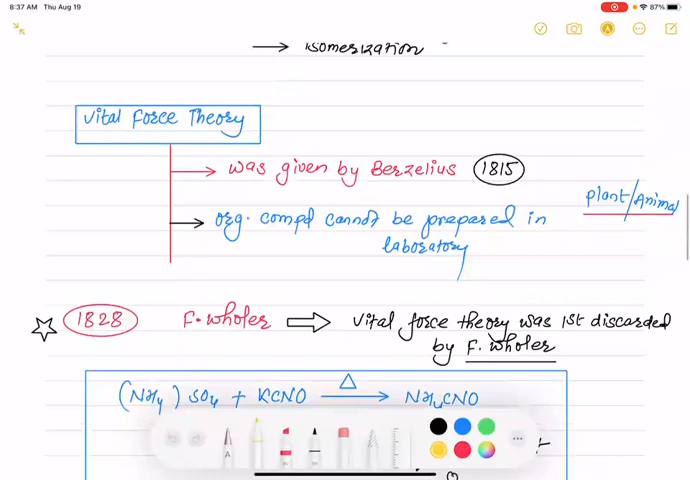 8:37 AM Thu Aug 19
87%
→ isomerization
Vital Force Theory
→ was given by Berzelius 1815
Plant/Animal
→ org. compd cannot be prepared in
laboratory
1828 F. Wholer ⇒ Vital force theory was 1st discarded
by F. Wholer
(NH4) SO4 + KCNO △→ NH4CNO